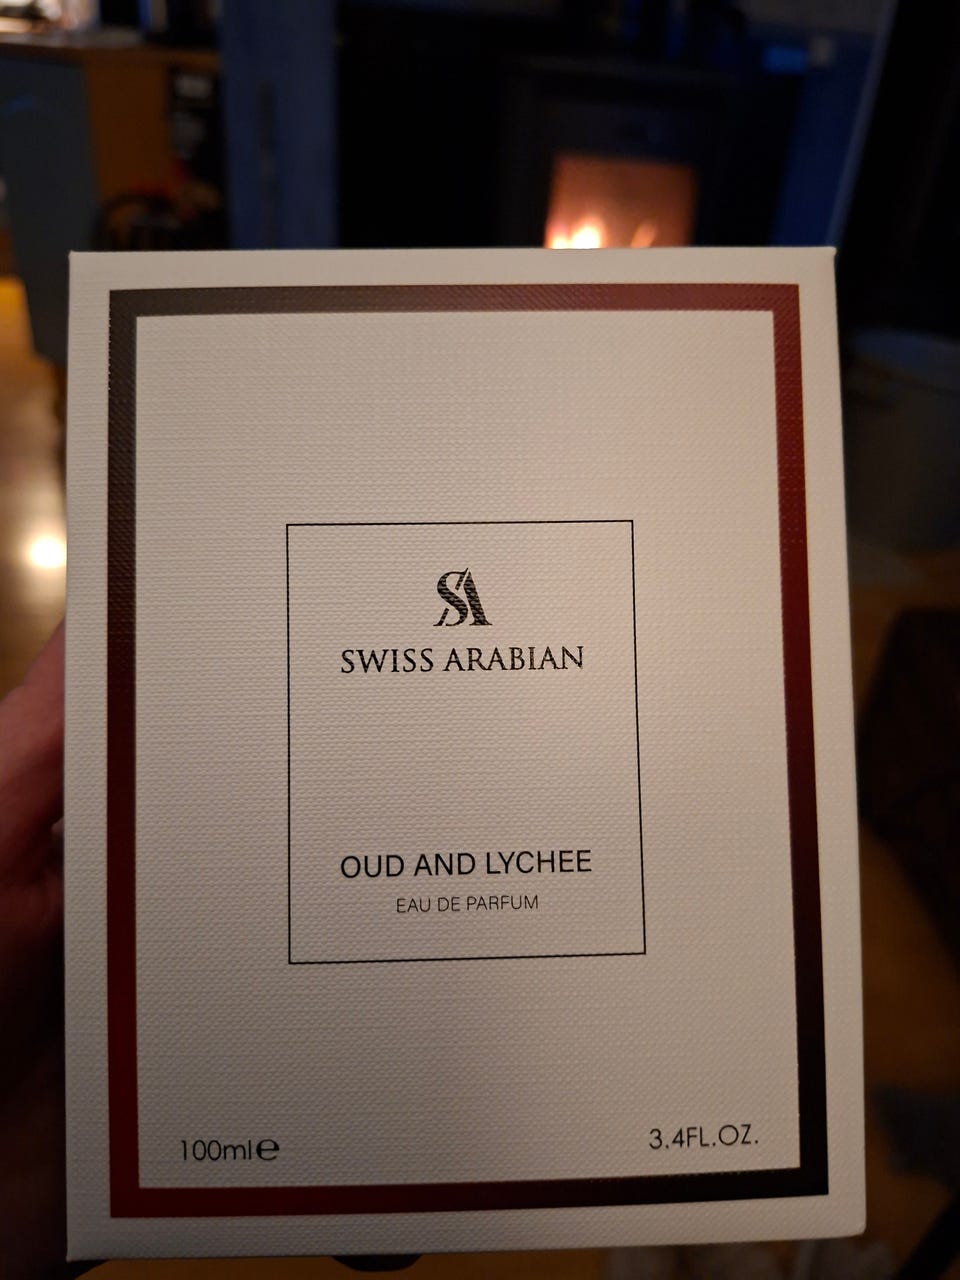 SA
SWISS ARABIAN
OUD AND LYCHEE
EAU DE PARFUM
100ml℮
3.4FL.OZ.